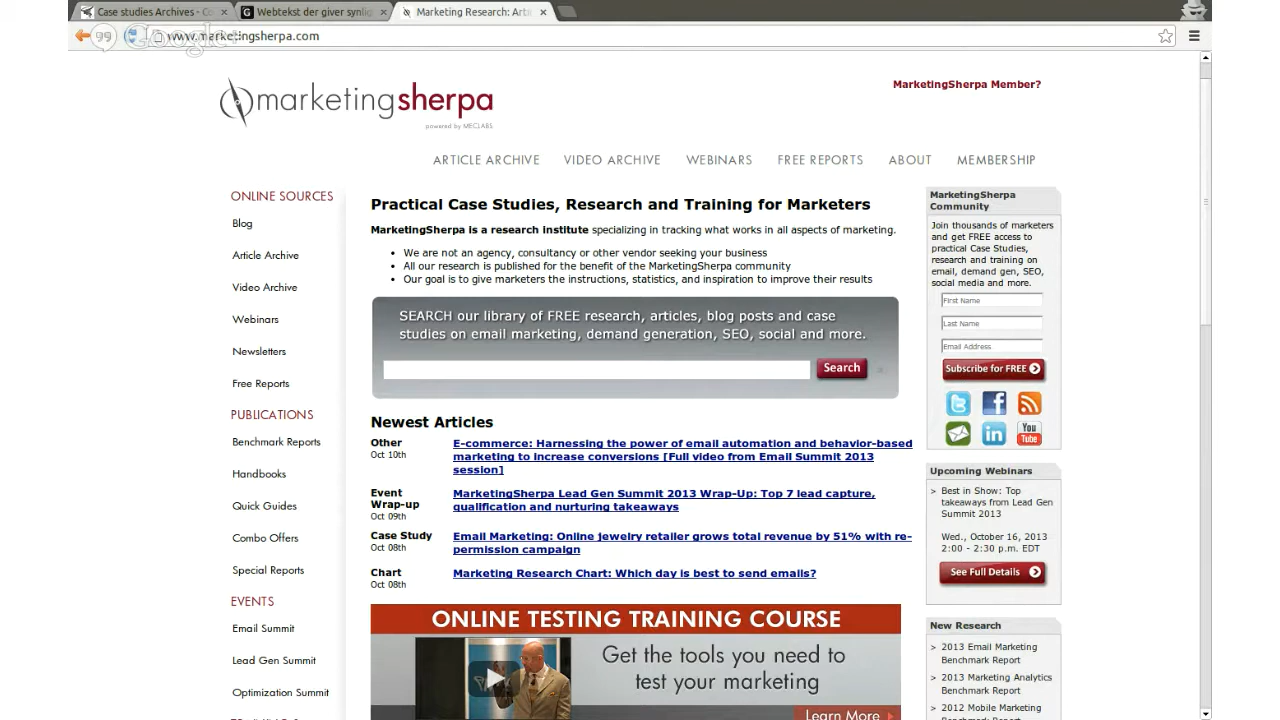 Case studies Archives - Co
Webtekst der giver synlig
Marketing Research: Arti
99
Google+
www.marketingsherpa.com
marketingsherpa
powered by MECLABS
MarketingSherpa Member?
ARTICLE ARCHIVE VIDEO ARCHIVE WEBINARS FREE REPORTS ABOUT MEMBERSHIP
ONLINE SOURCES
Blog
Article Archive
Video Archive
Webinars
Newsletters
Free Reports
PUBLICATIONS
Benchmark Reports
Handbooks
Quick Guides
Combo Offers
Special Reports
EVENTS
Email Summit
Lead Gen Summit
Optimization Summit
Practical Case Studies, Research and Training for Marketers
MarketingSherpa is a research institute specializing in tracking what works in all aspects of marketing.
• We are not an agency, consultancy or other vendor seeking your business
• All our research is published for the benefit of the MarketingSherpa community
• Our goal is to give marketers the instructions, statistics, and inspiration to improve their results
SEARCH our library of FREE research, articles, blog posts and case
studies on email marketing, demand generation, SEO, social and more.
Search
Newest Articles
Other
Oct 10th
E-commerce: Harnessing the power of email automation and behavior-based
marketing to increase conversions [Full video from Email Summit 2013
session]
Event
Wrap-up
Oct 09th
MarketingSherpa Lead Gen Summit 2013 Wrap-Up: Top 7 lead capture,
qualification and nurturing takeaways
Case Study
Oct 08th
Email Marketing: Online jewelry retailer grows total revenue by 51% with re-
permission campaign
Chart
Oct 08th
Marketing Research Chart: Which day is best to send emails?
ONLINE TESTING TRAINING COURSE
Get the tools you need to
test your marketing
Learn More
MarketingSherpa
Community
Join thousands of marketers
and get FREE access to
practical Case Studies,
research and training on
email, demand gen, SEO,
social media and more.
First Name
Last Name
Email Address
Subscribe for FREE
You
Tube
Upcoming Webinars
> Best in Show: Top
takeaways from Lead Gen
Summit 2013
Wed., October 16, 2013
2:00 - 2:30 p.m. EDT
See Full Details
New Research
> 2013 Email Marketing
Benchmark Report
> 2013 Marketing Analytics
Benchmark Report
> 2012 Mobile Marketing